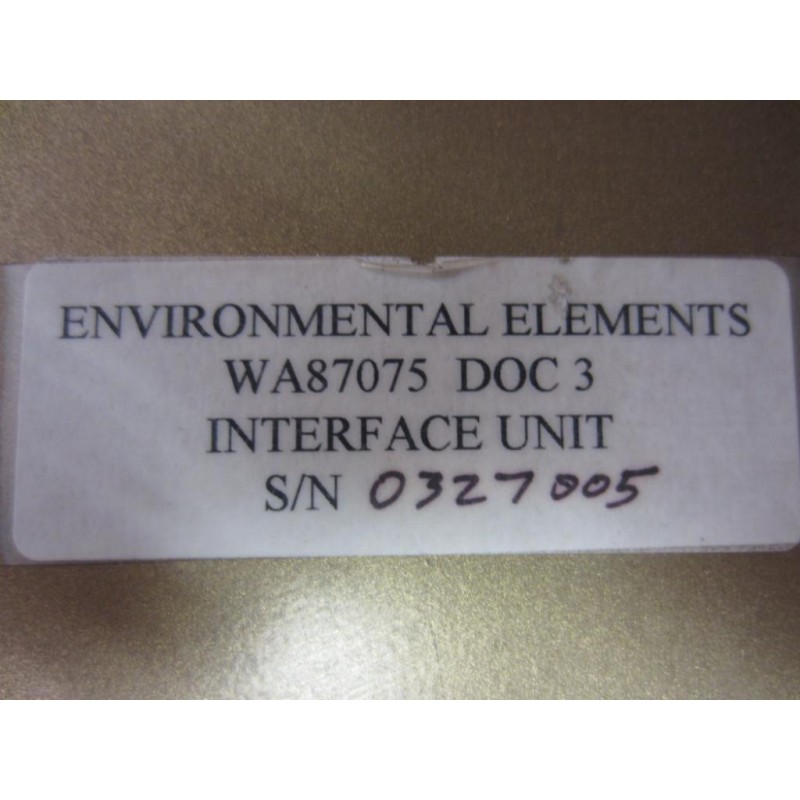 ENVIRONMENTAL ELEMENTS
WA87075 DOC 3
INTERFACE UNIT
S/N 0327005